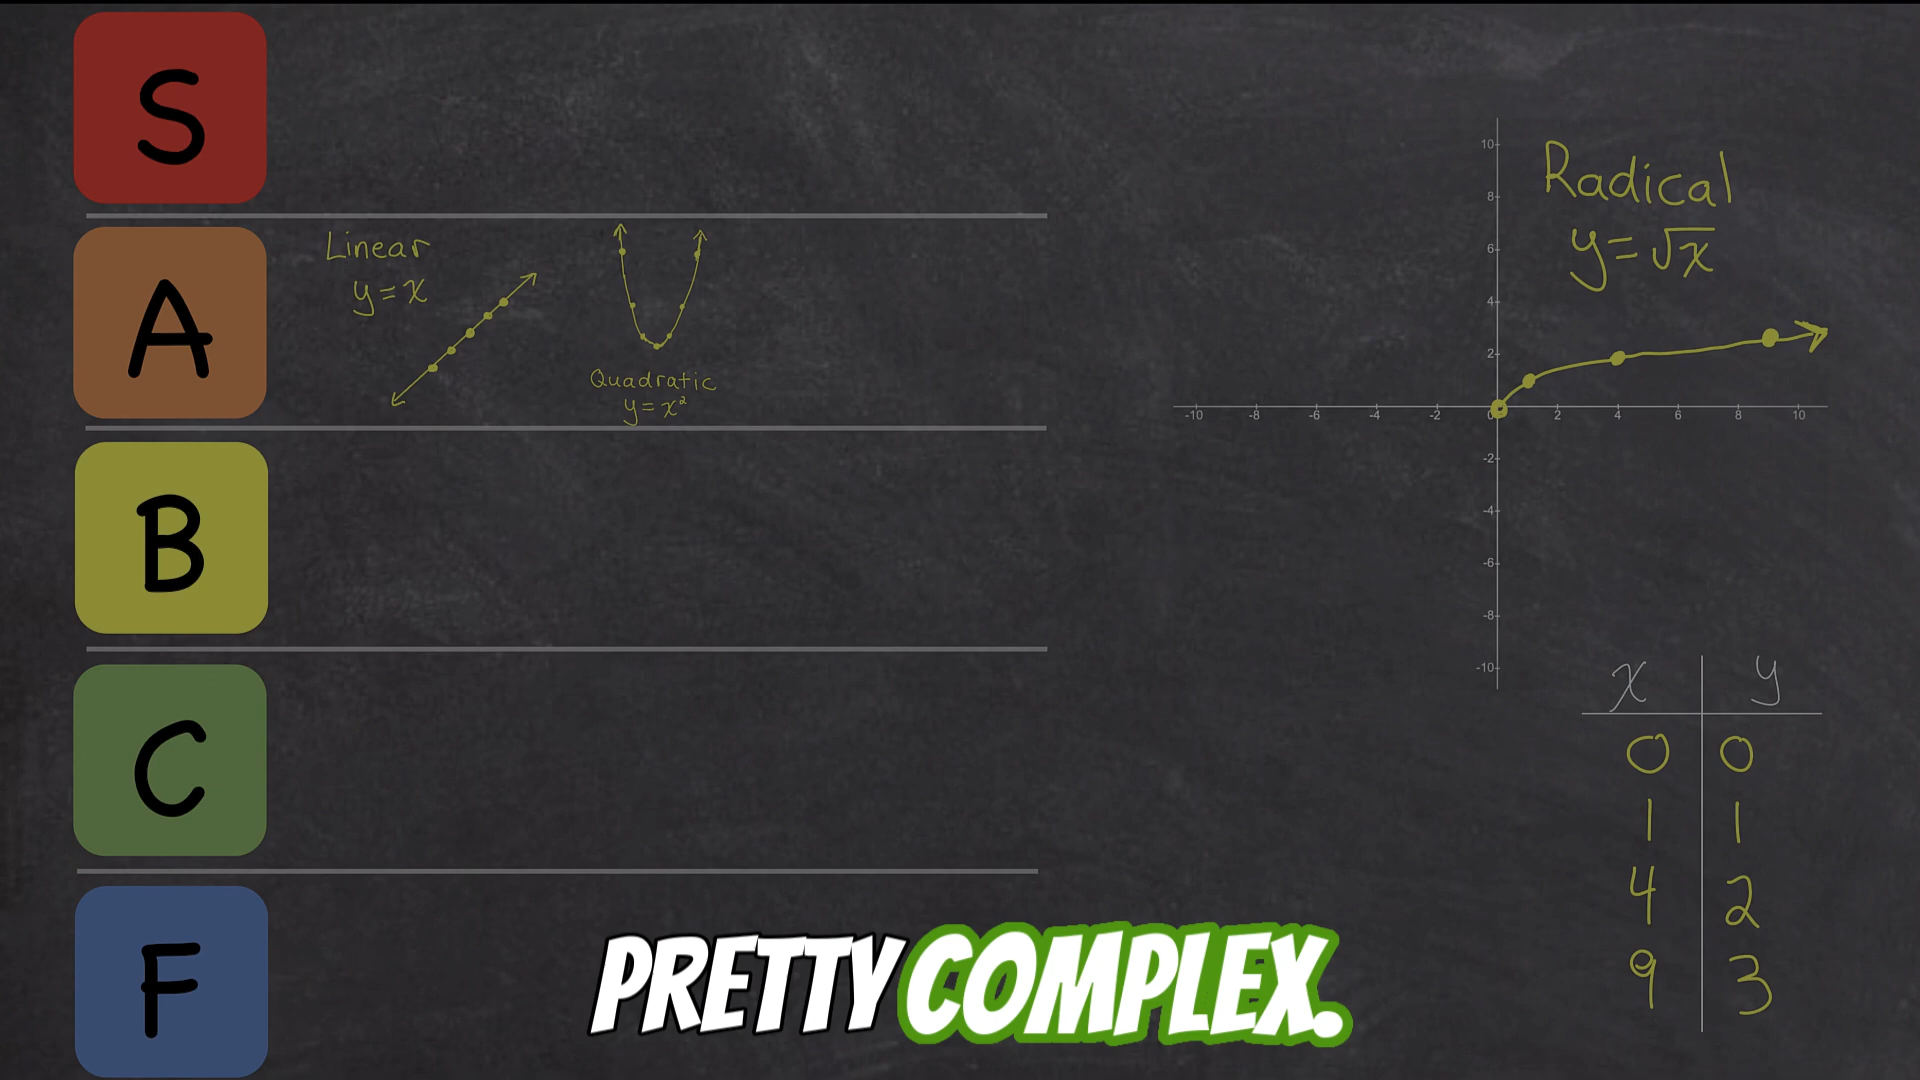 S
A
Linear
y=x
Quadratic
y=x²
B
C
F
Radical
y=√x
10
8
6
4
2
-10 -8 -6 -4 -2 0 2 4 6 8 10
-2
-4
-6
-8
-10
x y
0 0
1 1
4 2
9 3
PRETTY COMPLEX.